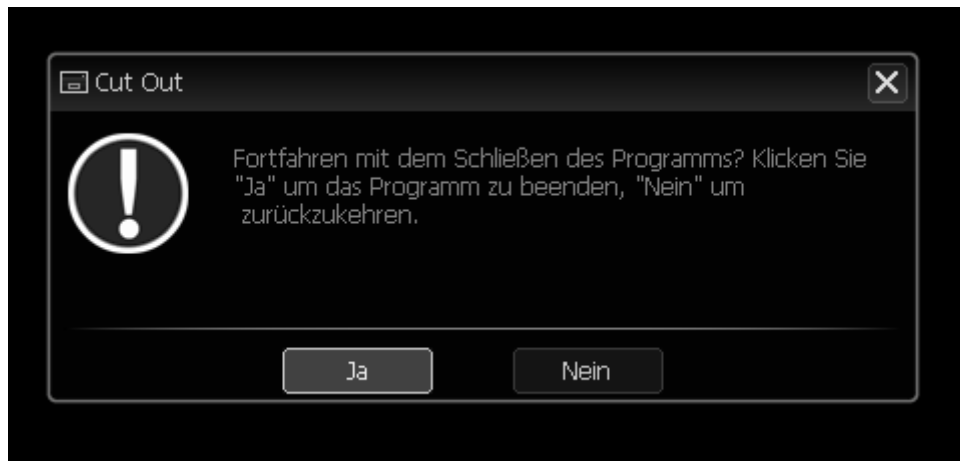 Cut Out
Fortfahren mit dem Schließen des Programms? Klicken Sie
"Ja" um das Programm zu beenden, "Nein" um
zurückzukehren.
Ja
Nein